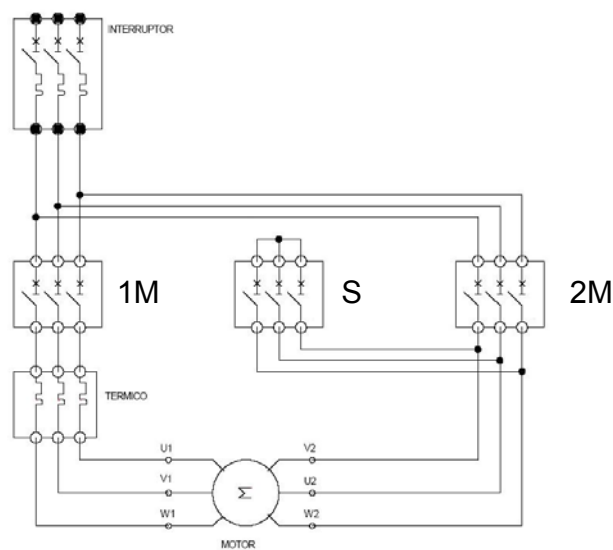 INTERRUPTOR
1M
S
2M
TERMICO
U1
V2
V1
Σ
U2
W1
W2
MOTOR